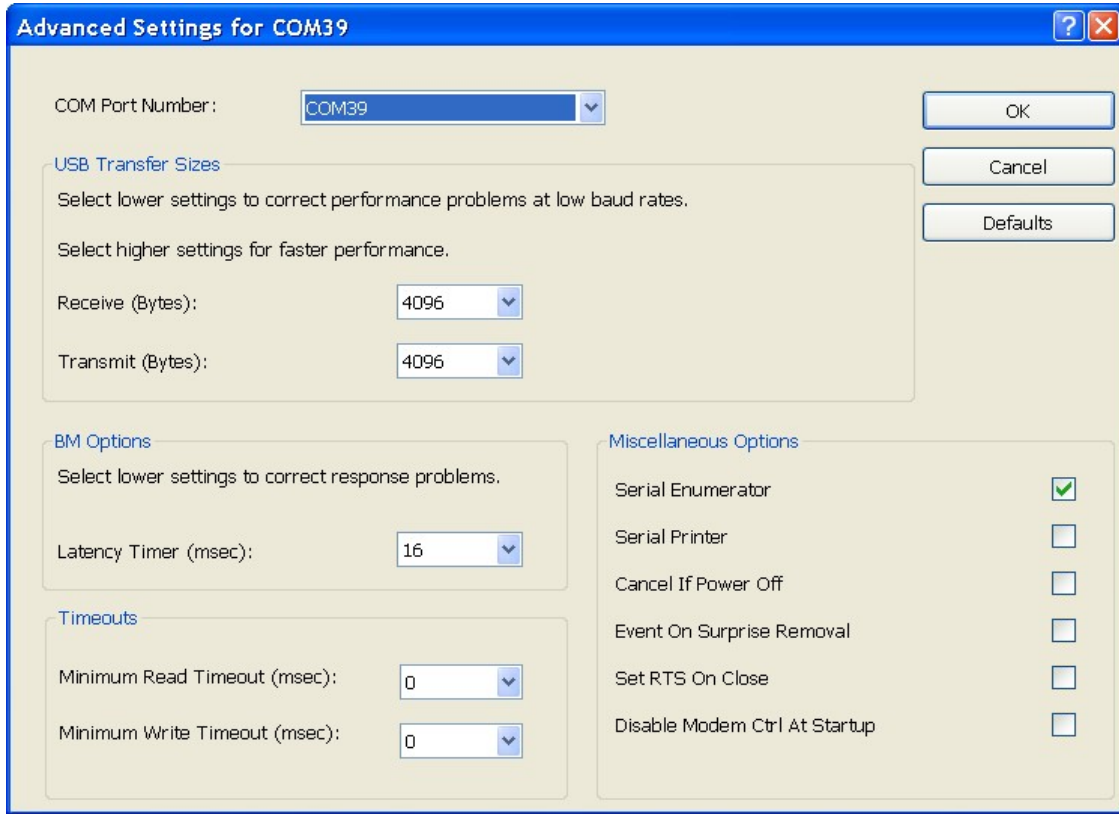 Advanced Settings for COM39
COM Port Number: COM39
OK
USB Transfer Sizes
Cancel
Select lower settings to correct performance problems at low baud rates.
Defaults
Select higher settings for faster performance.
Receive (Bytes): 4096
Transmit (Bytes): 4096
BM Options
Select lower settings to correct response problems.
Latency Timer (msec): 16
Timeouts
Minimum Read Timeout (msec): 0
Minimum Write Timeout (msec): 0
Miscellaneous Options
Serial Enumerator
Serial Printer
Cancel If Power Off
Event On Surprise Removal
Set RTS On Close
Disable Modem Ctrl At Startup